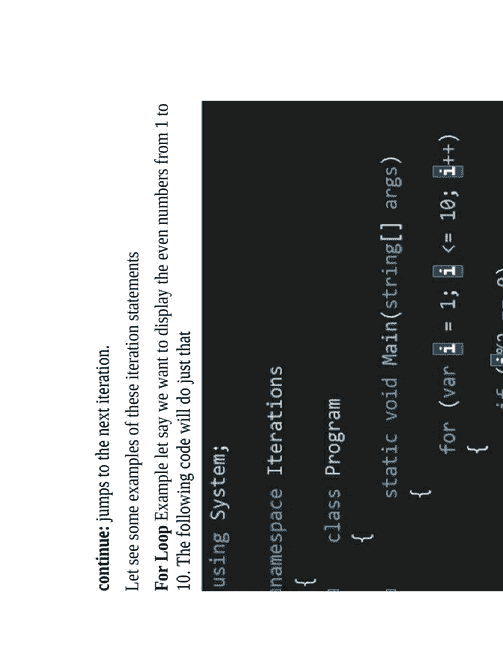 continue: jumps to the next iteration.
Let see some examples of these iteration statements
For Loop Example let say we want to display the even numbers from 1 to
10. The following code will do just that
using System;
namespace Iterations
{
class Program
{
static void Main(string[] args)
{
for (var i = 1; i <= 10; i++)
{